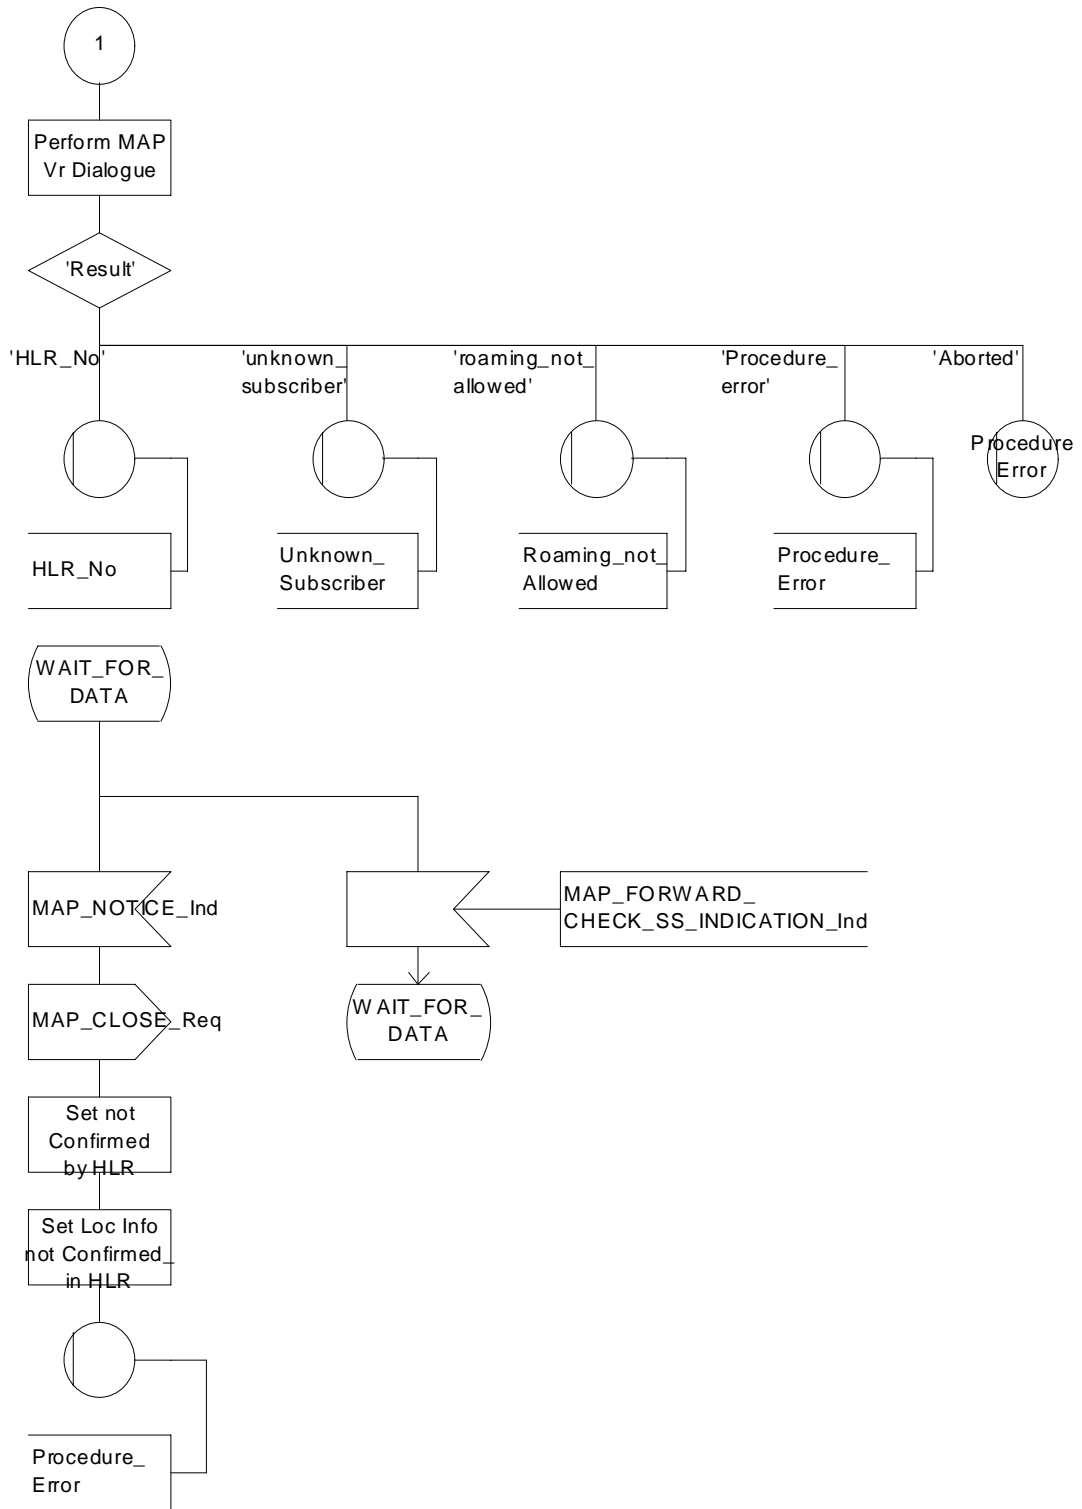 1
Perform MAP
Vr Dialogue
'Result'
'HLR_No'
'unknown_
subscriber'
'roaming_not_
allowed'
'Procedure_
error'
'Aborted'
Procedure
Error
HLR_No
Unknown_
Subscriber
Roaming_not_
Allowed
Procedure_
Error
WAIT_FOR_
DATA
MAP_NOTICE_Ind
MAP_FORWARD_
CHECK_SS_INDICATION_Ind
MAP_CLOSE_Req
WAIT_FOR_
DATA
Set not
Confirmed
by HLR
Set Loc Info
not Confirmed_
in HLR
Procedure_
Error